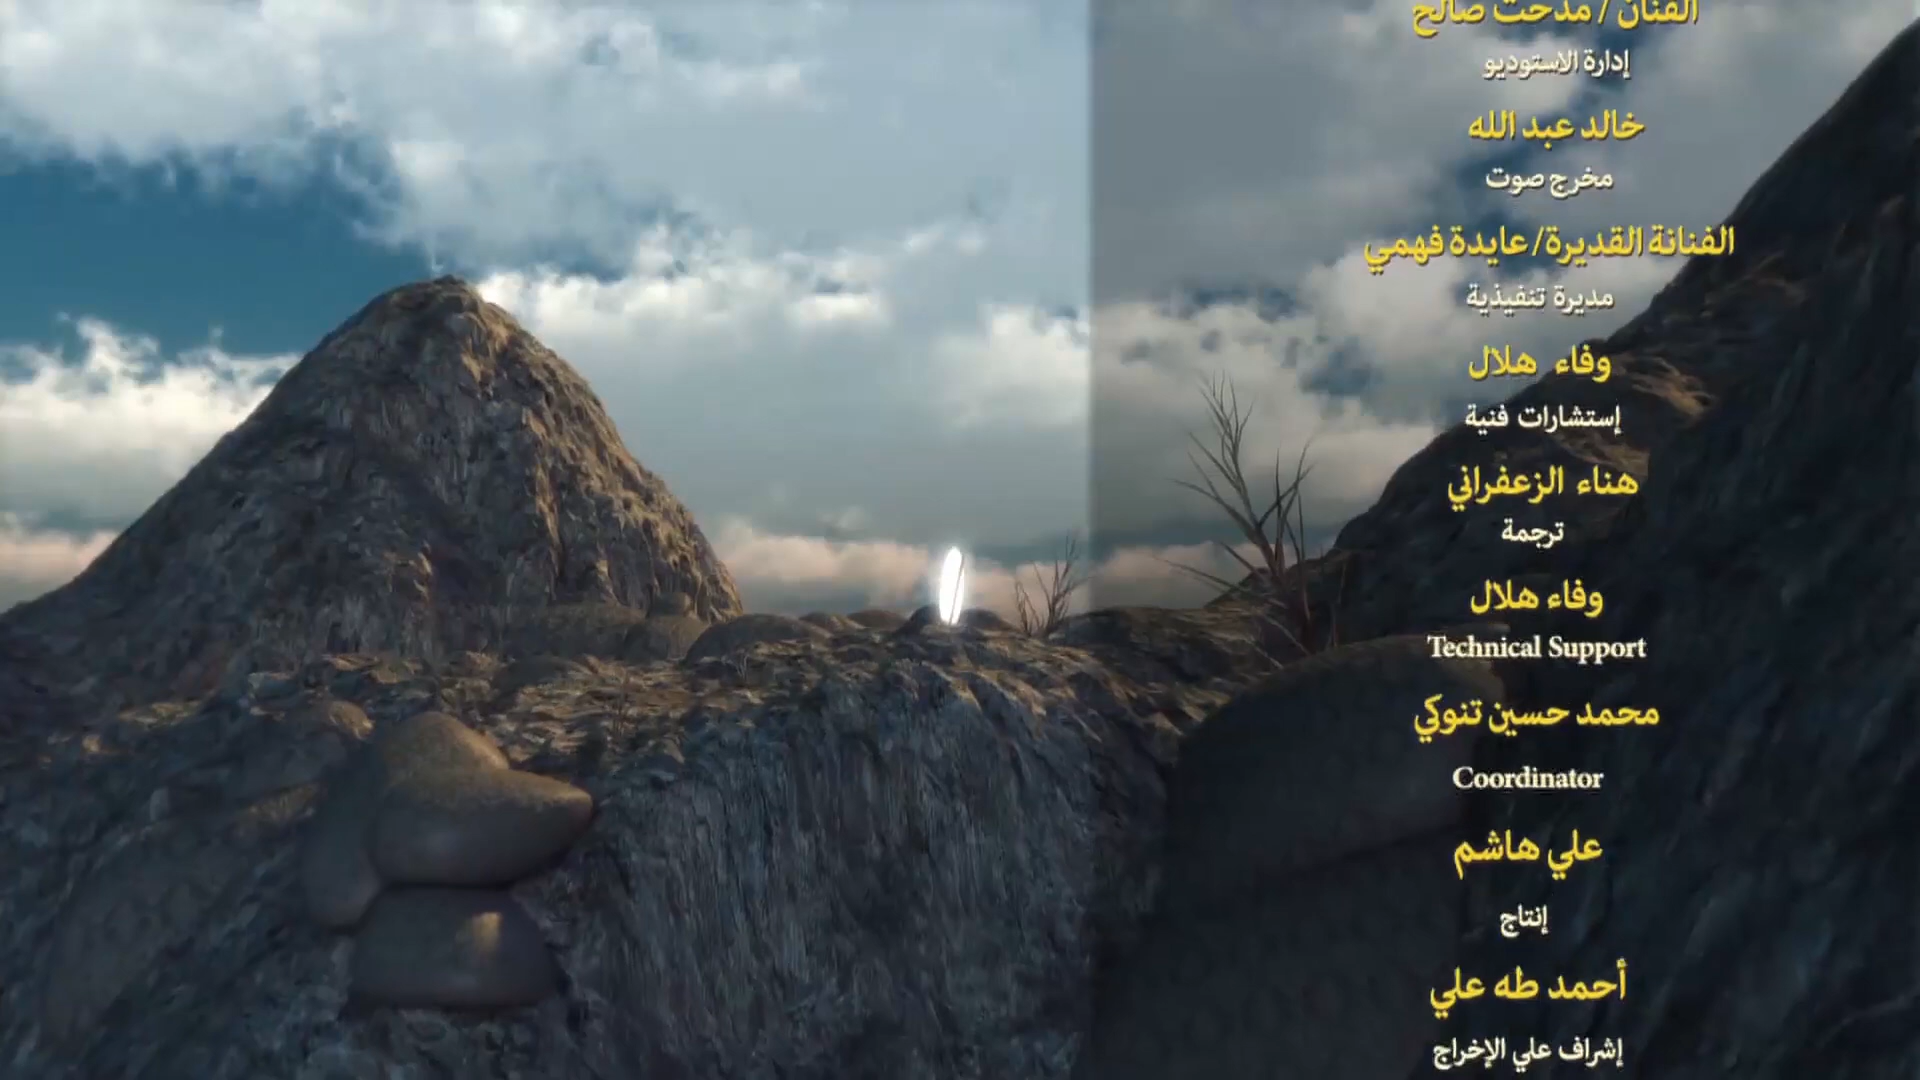 الفنان / مدحت صالح
إدارة الاستوديو
خالد عبد الله
مخرج صوت
الفنانة القديرة/ عايدة فهمي
مديرة تنفيذية
وفاء هلال
إستشارات فنية
هناء الزعفراني
ترجمة
وفاء هلال
Technical Support
محمد حسين تنوكي
Coordinator
علي هاشم
إنتاج
أحمد طه علي
إشراف علي الإخراج